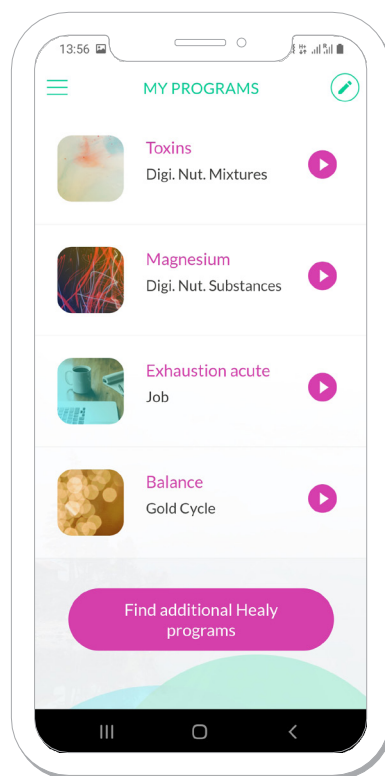 13:56
MY PROGRAMS
Toxins
Digi. Nut. Mixtures
Magnesium
Digi. Nut. Substances
Exhaustion acute
Job
Balance
Gold Cycle
Find additional Healy
programs